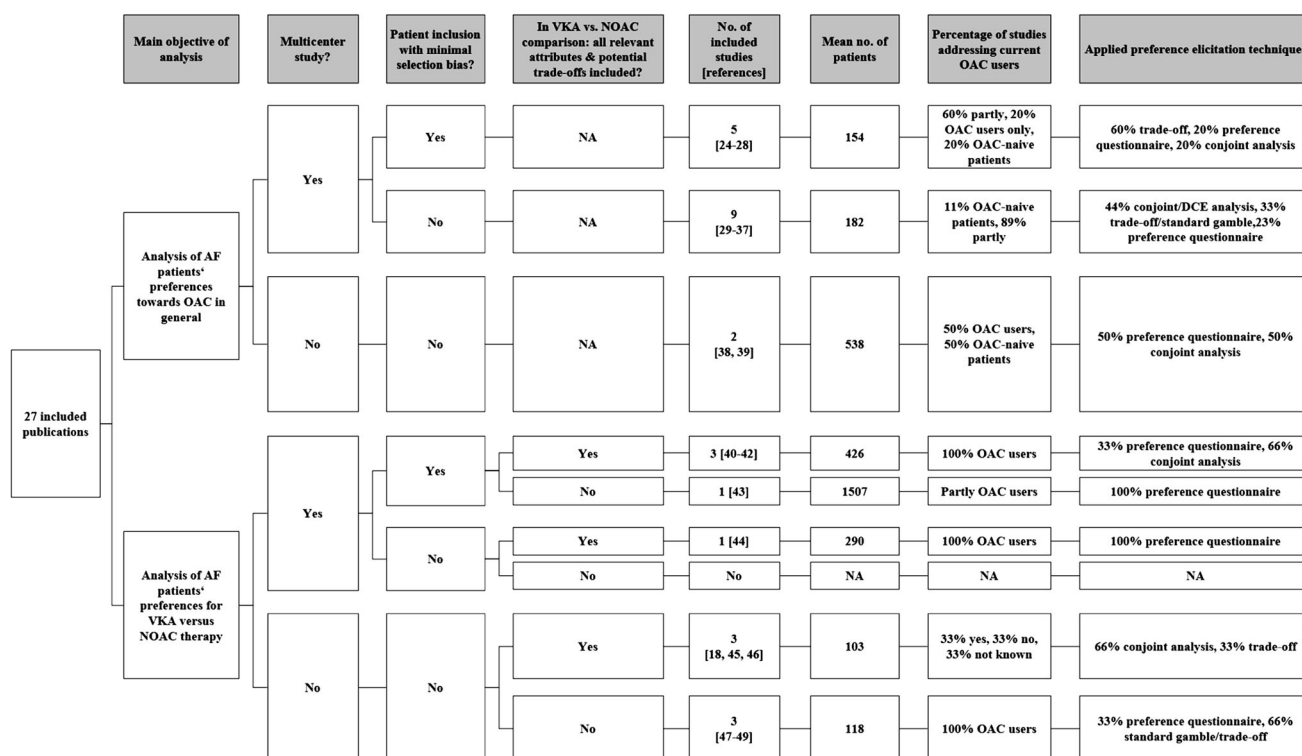 Main objective of
analysis
Multicenter
study?
Patient inclusion
with minimal
selection bias?
In VKA vs. NOAC
comparison: all relevant
attributes & potential
trade-offs included?
No. of
included
studies
[references]
Mean no. of
patients
Percentage of studies
addressing current
OAC users
Applied preference elicitation technique
27 included
publications
Analysis of AF
patients‘
preferences
towards OAC in
general
Yes
Yes
NA
5
[24-28]
154
60% partly, 20%
OAC users only,
20% OAC-naive
patients
60% trade-off, 20% preference
questionnaire, 20% conjoint analysis
No
NA
9
[29-37]
182
11% OAC-naive
patients, 89%
partly
44% conjoint/DCE analysis, 33%
trade-off/standard gamble,23%
preference questionnaire
No
No
NA
2
[38, 39]
538
50% OAC users,
50% OAC-naive
patients
50% preference questionnaire, 50%
conjoint analysis
Analysis of AF
patients‘
preferences for
VKA versus
NOAC therapy
Yes
Yes
Yes
3 [40-42]
426
100% OAC users
33% preference questionnaire, 66%
conjoint analysis
No
1 [43]
1507
Partly OAC users
100% preference questionnaire
No
Yes
1 [44]
290
100% OAC users
100% preference questionnaire
No
No
NA
NA
NA
No
No
Yes
3
[18, 45, 46]
103
33% yes, 33% no,
33% not known
66% conjoint analysis, 33% trade-off
No
3
[47-49]
118
100% OAC users
33% preference questionnaire, 66%
standard gamble/trade-off